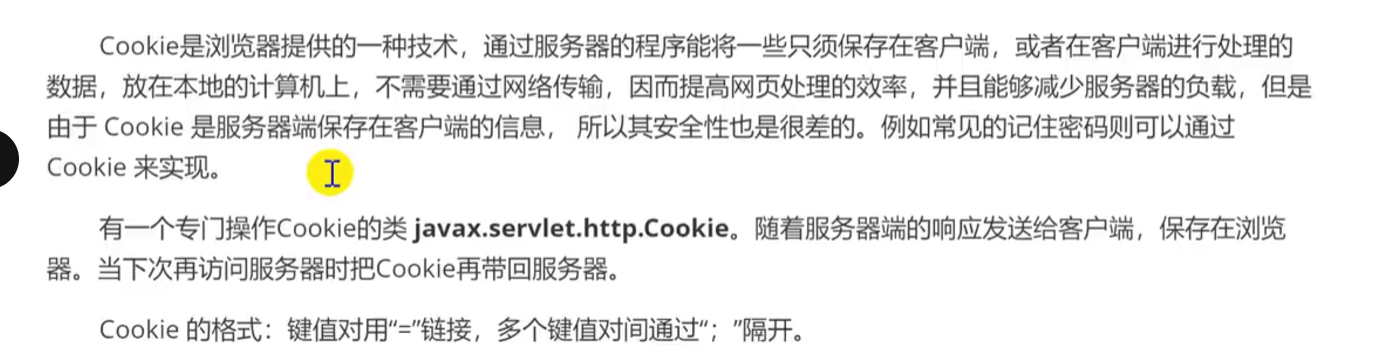 Cookie是浏览器提供的一种技术，通过服务器的程序能将一些只须保存在客户端，或者在客户端进行处理的
数据，放在本地的计算机上，不需要通过网络传输，因而提高网页处理的效率，并且能够减少服务器的负载，但是
由于 Cookie 是服务器端保存在客户端的信息， 所以其安全性也是很差的。例如常见的记住密码则可以通过
Cookie 来实现。
有一个专门操作Cookie的类 javax.servlet.http.Cookie。随着服务器端的响应发送给客户端，保存在浏览
器。当下次再访问服务器时把Cookie再带回服务器。
Cookie 的格式：键值对用“=”链接，多个键值对间通过“；”隔开。